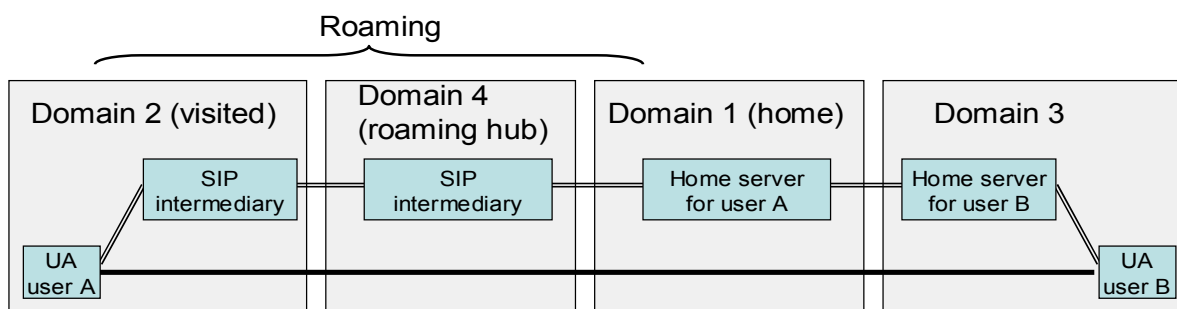 Roaming
Domain 2 (visited)
Domain 4
(roaming hub)
Domain 1 (home)
Domain 3
SIP
intermediary
SIP
intermediary
Home server
for user A
Home server
for user B
UA
user A
UA
user B